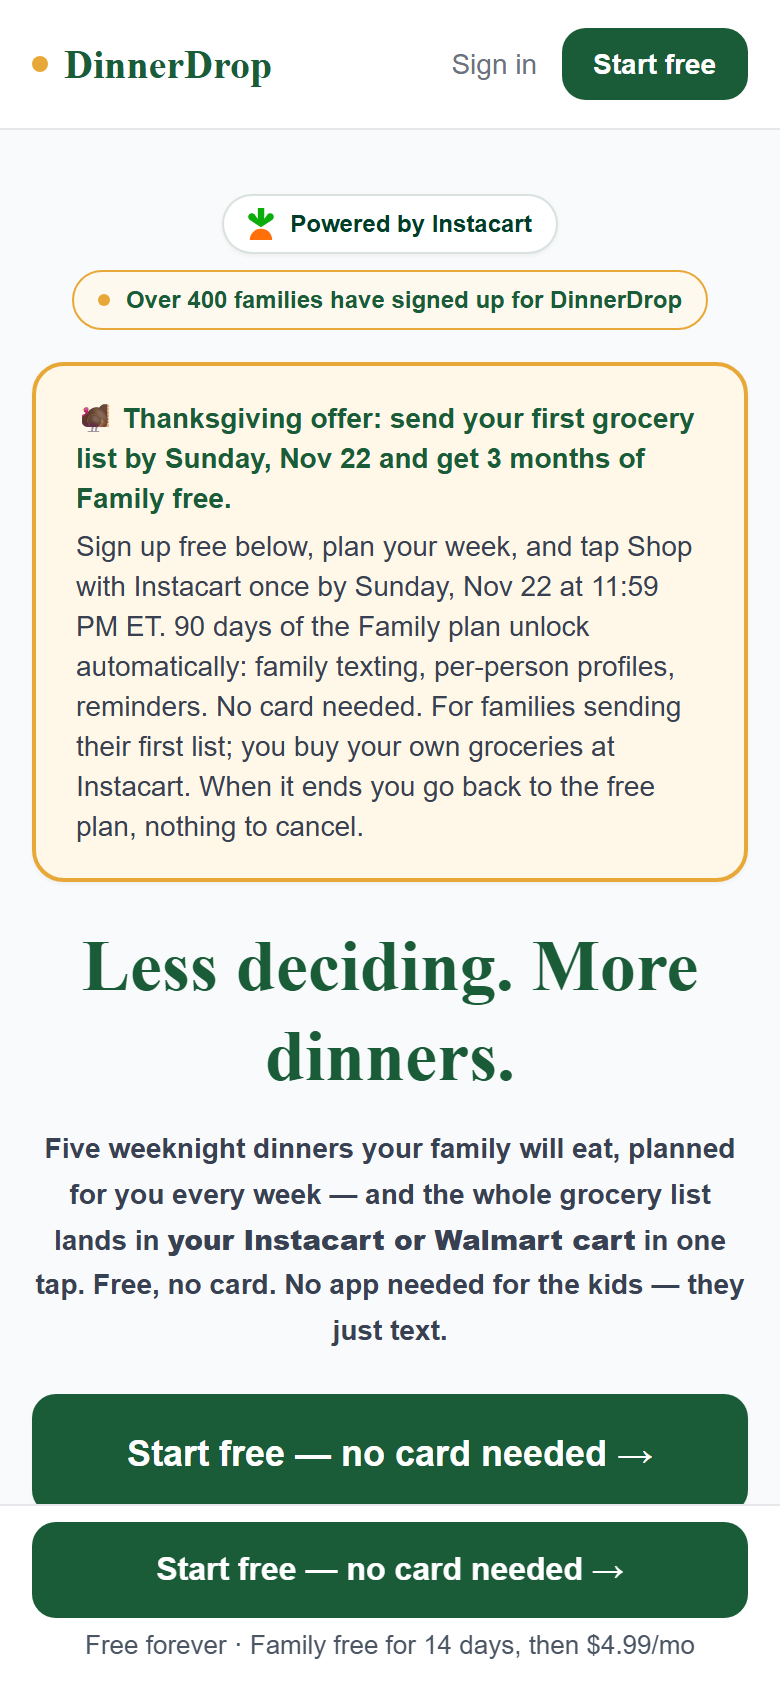 DinnerDrop
Sign in
Start free
Powered by Instacart
Over 400 families have signed up for DinnerDrop
Thanksgiving offer: send your first grocery
list by Sunday, Nov 22 and get 3 months of
Family free.
Sign up free below, plan your week, and tap Shop
with Instacart once by Sunday, Nov 22 at 11:59
PM ET. 90 days of the Family plan unlock
automatically: family texting, per-person profiles,
reminders. No card needed. For families sending
their first list; you buy your own groceries at
Instacart. When it ends you go back to the free
plan, nothing to cancel.
Less deciding. More
dinners.
Five weeknight dinners your family will eat, planned
for you every week — and the whole grocery list
lands in your Instacart or Walmart cart in one
tap. Free, no card. No app needed for the kids — they
just text.
Start free — no card needed →
Start free — no card needed →
Free forever · Family free for 14 days, then $4.99/mo